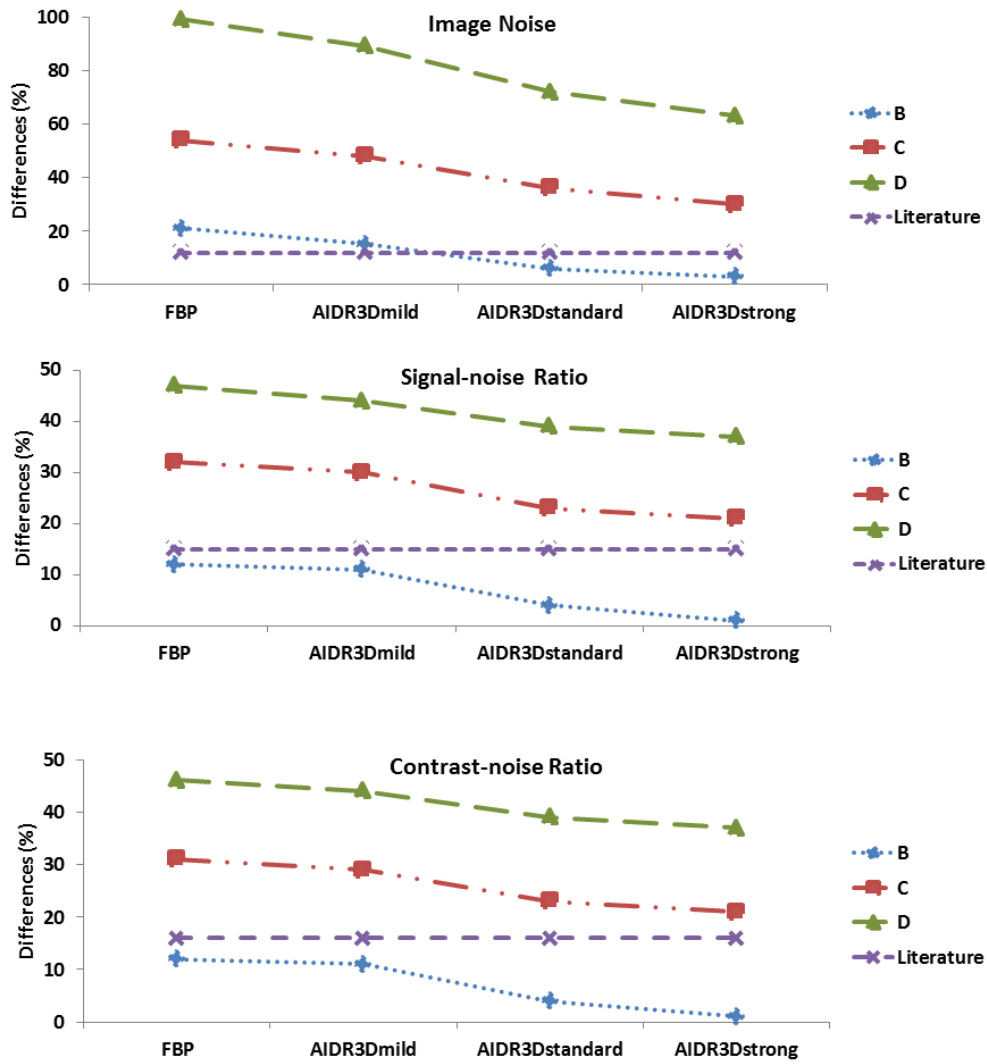 Image Noise
Differences (%)
100
80
60
40
20
0
FBP AIDR3Dmild AIDR3Dstandard AIDR3Dstrong
B
C
D
Literature
Signal-noise Ratio
Differences (%)
50
40
30
20
10
0
FBP AIDR3Dmild AIDR3Dstandard AIDR3Dstrong
B
C
D
Literature
Contrast-noise Ratio
Differences (%)
50
40
30
20
10
0
FBP AIDR3Dmild AIDR3Dstandard AIDR3Dstrong
B
C
D
Literature